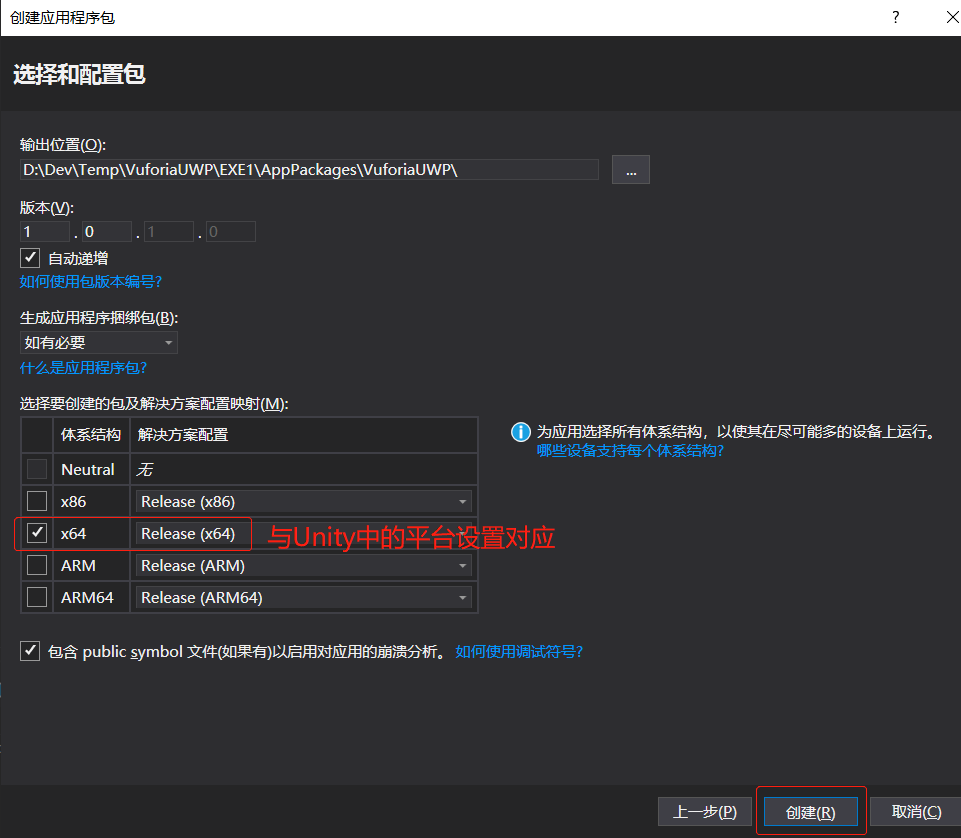 创建应用程序包
?
选择和配置包
输出位置(O):
D:\Dev\Temp\VuforiaUWP\EXE1\AppPackages\VuforiaUWP\
...
版本(V):
1 . 0 . 1 . 0
自动递增
如何使用包版本编号?
生成应用程序捆绑包(B):
如有必要
什么是应用程序包?
选择要创建的包及解决方案配置映射(M):
体系结构 解决方案配置
Neutral 无
x86 Release (x86)
x64 Release (x64) 与Unity中的平台设置对应
ARM Release (ARM)
ARM64 Release (ARM64)
为应用选择所有体系结构，以使其在尽可能多的设备上运行。
哪些设备支持每个体系结构?
包含 public symbol 文件(如果有)以启用对应用的崩溃分析。 如何使用调试符号?
上一步(P) 创建(R) 取消(C)